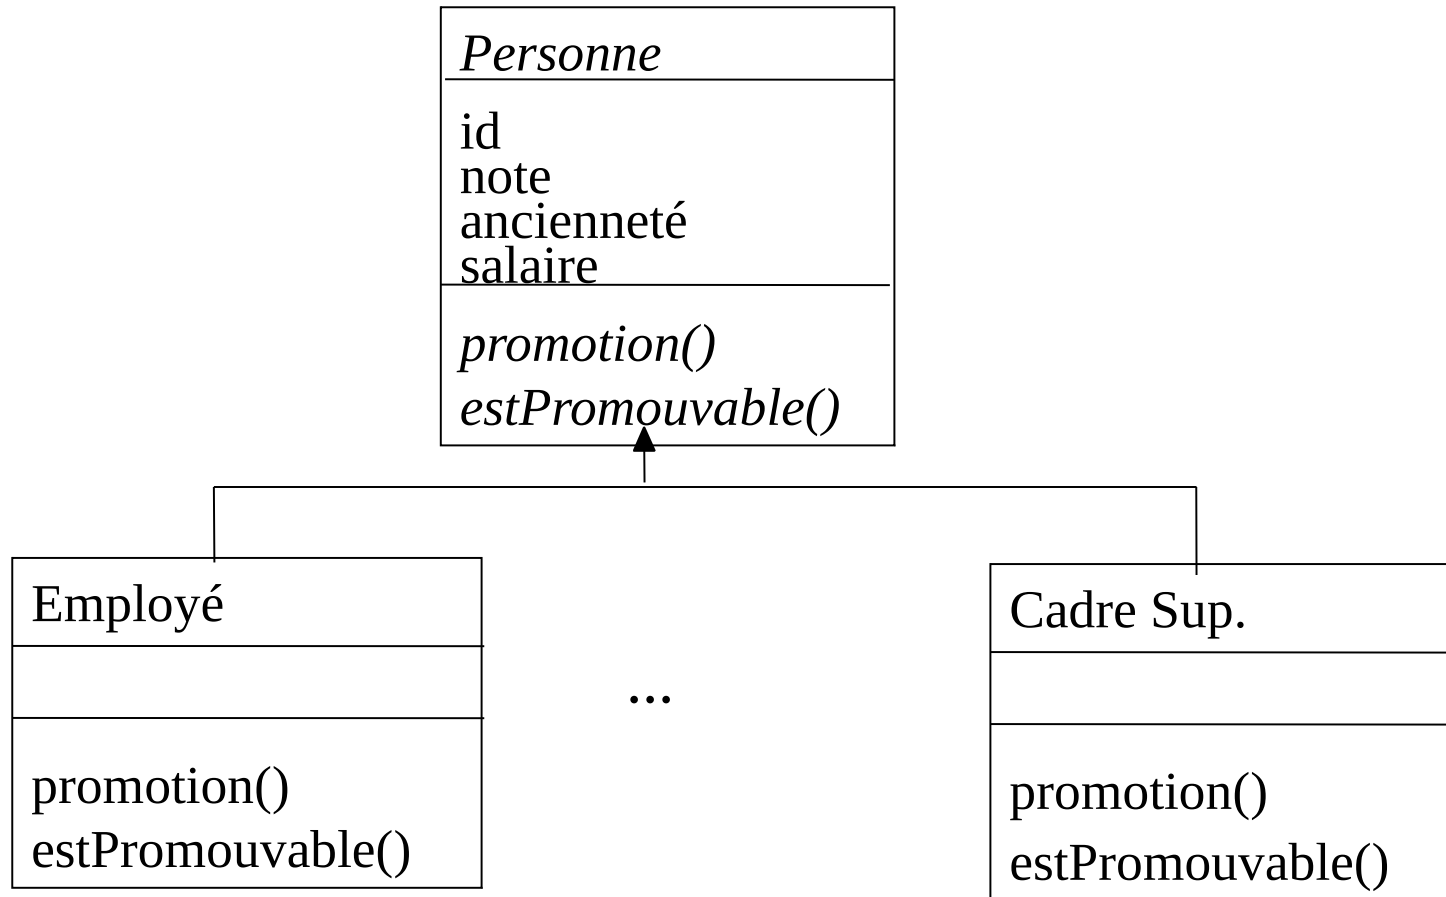 Personne
id
note
ancienneté
salaire
promotion()
estPromouvable()
Employé
promotion()
estPromouvable()
...
Cadre Sup.
promotion()
estPromouvable()